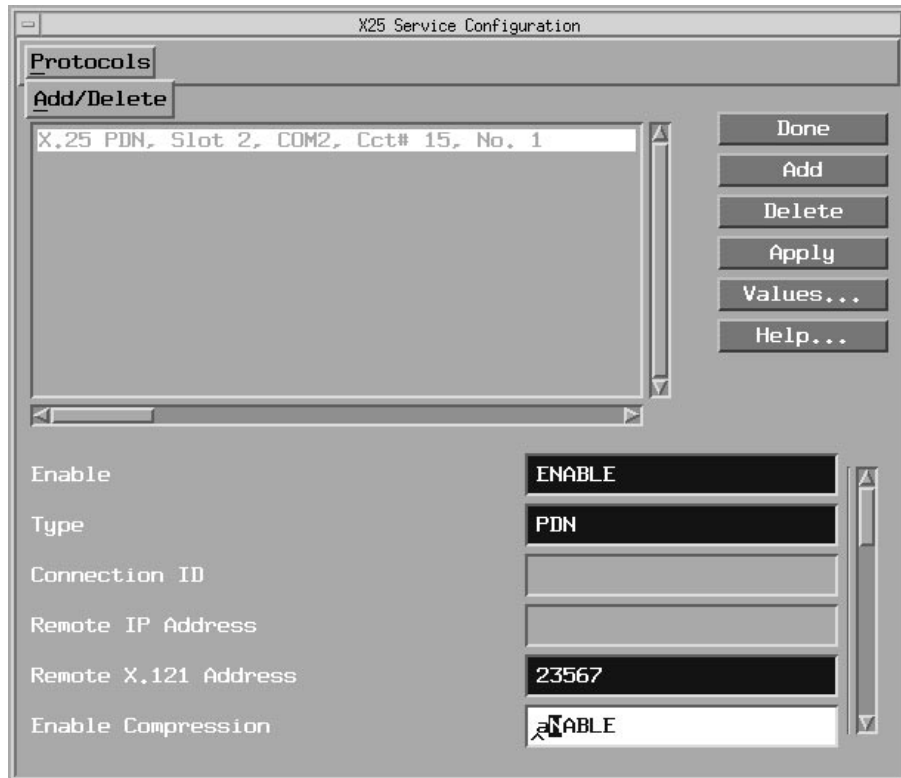 X25 Service Configuration
Protocols
Add/Delete
X.25 PDN, Slot 2, COM2, Cct# 15, No. 1
Done
Add
Delete
Apply
Values...
Help...
Enable
ENABLE
Type
PDN
Connection ID
Remote IP Address
Remote X.121 Address
23567
Enable Compression
aNABLE